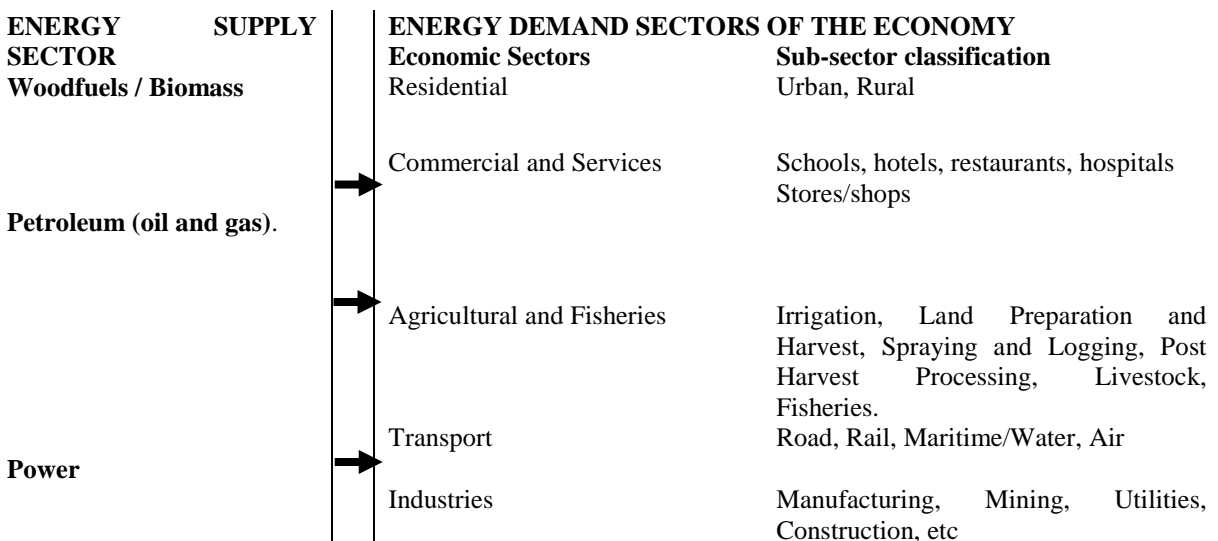 ENERGY SUPPLY
SECTOR
Woodfuels / Biomass
Petroleum (oil and gas).
Power
ENERGY DEMAND SECTORS OF THE ECONOMY
Economic Sectors Sub-sector classification
Residential Urban, Rural
Commercial and Services Schools, hotels, restaurants, hospitals
Stores/shops
Agricultural and Fisheries Irrigation, Land Preparation and
Harvest, Spraying and Logging, Post
Harvest Processing, Livestock,
Fisheries.
Transport Road, Rail, Maritime/Water, Air
Industries Manufacturing, Mining, Utilities,
Construction, etc